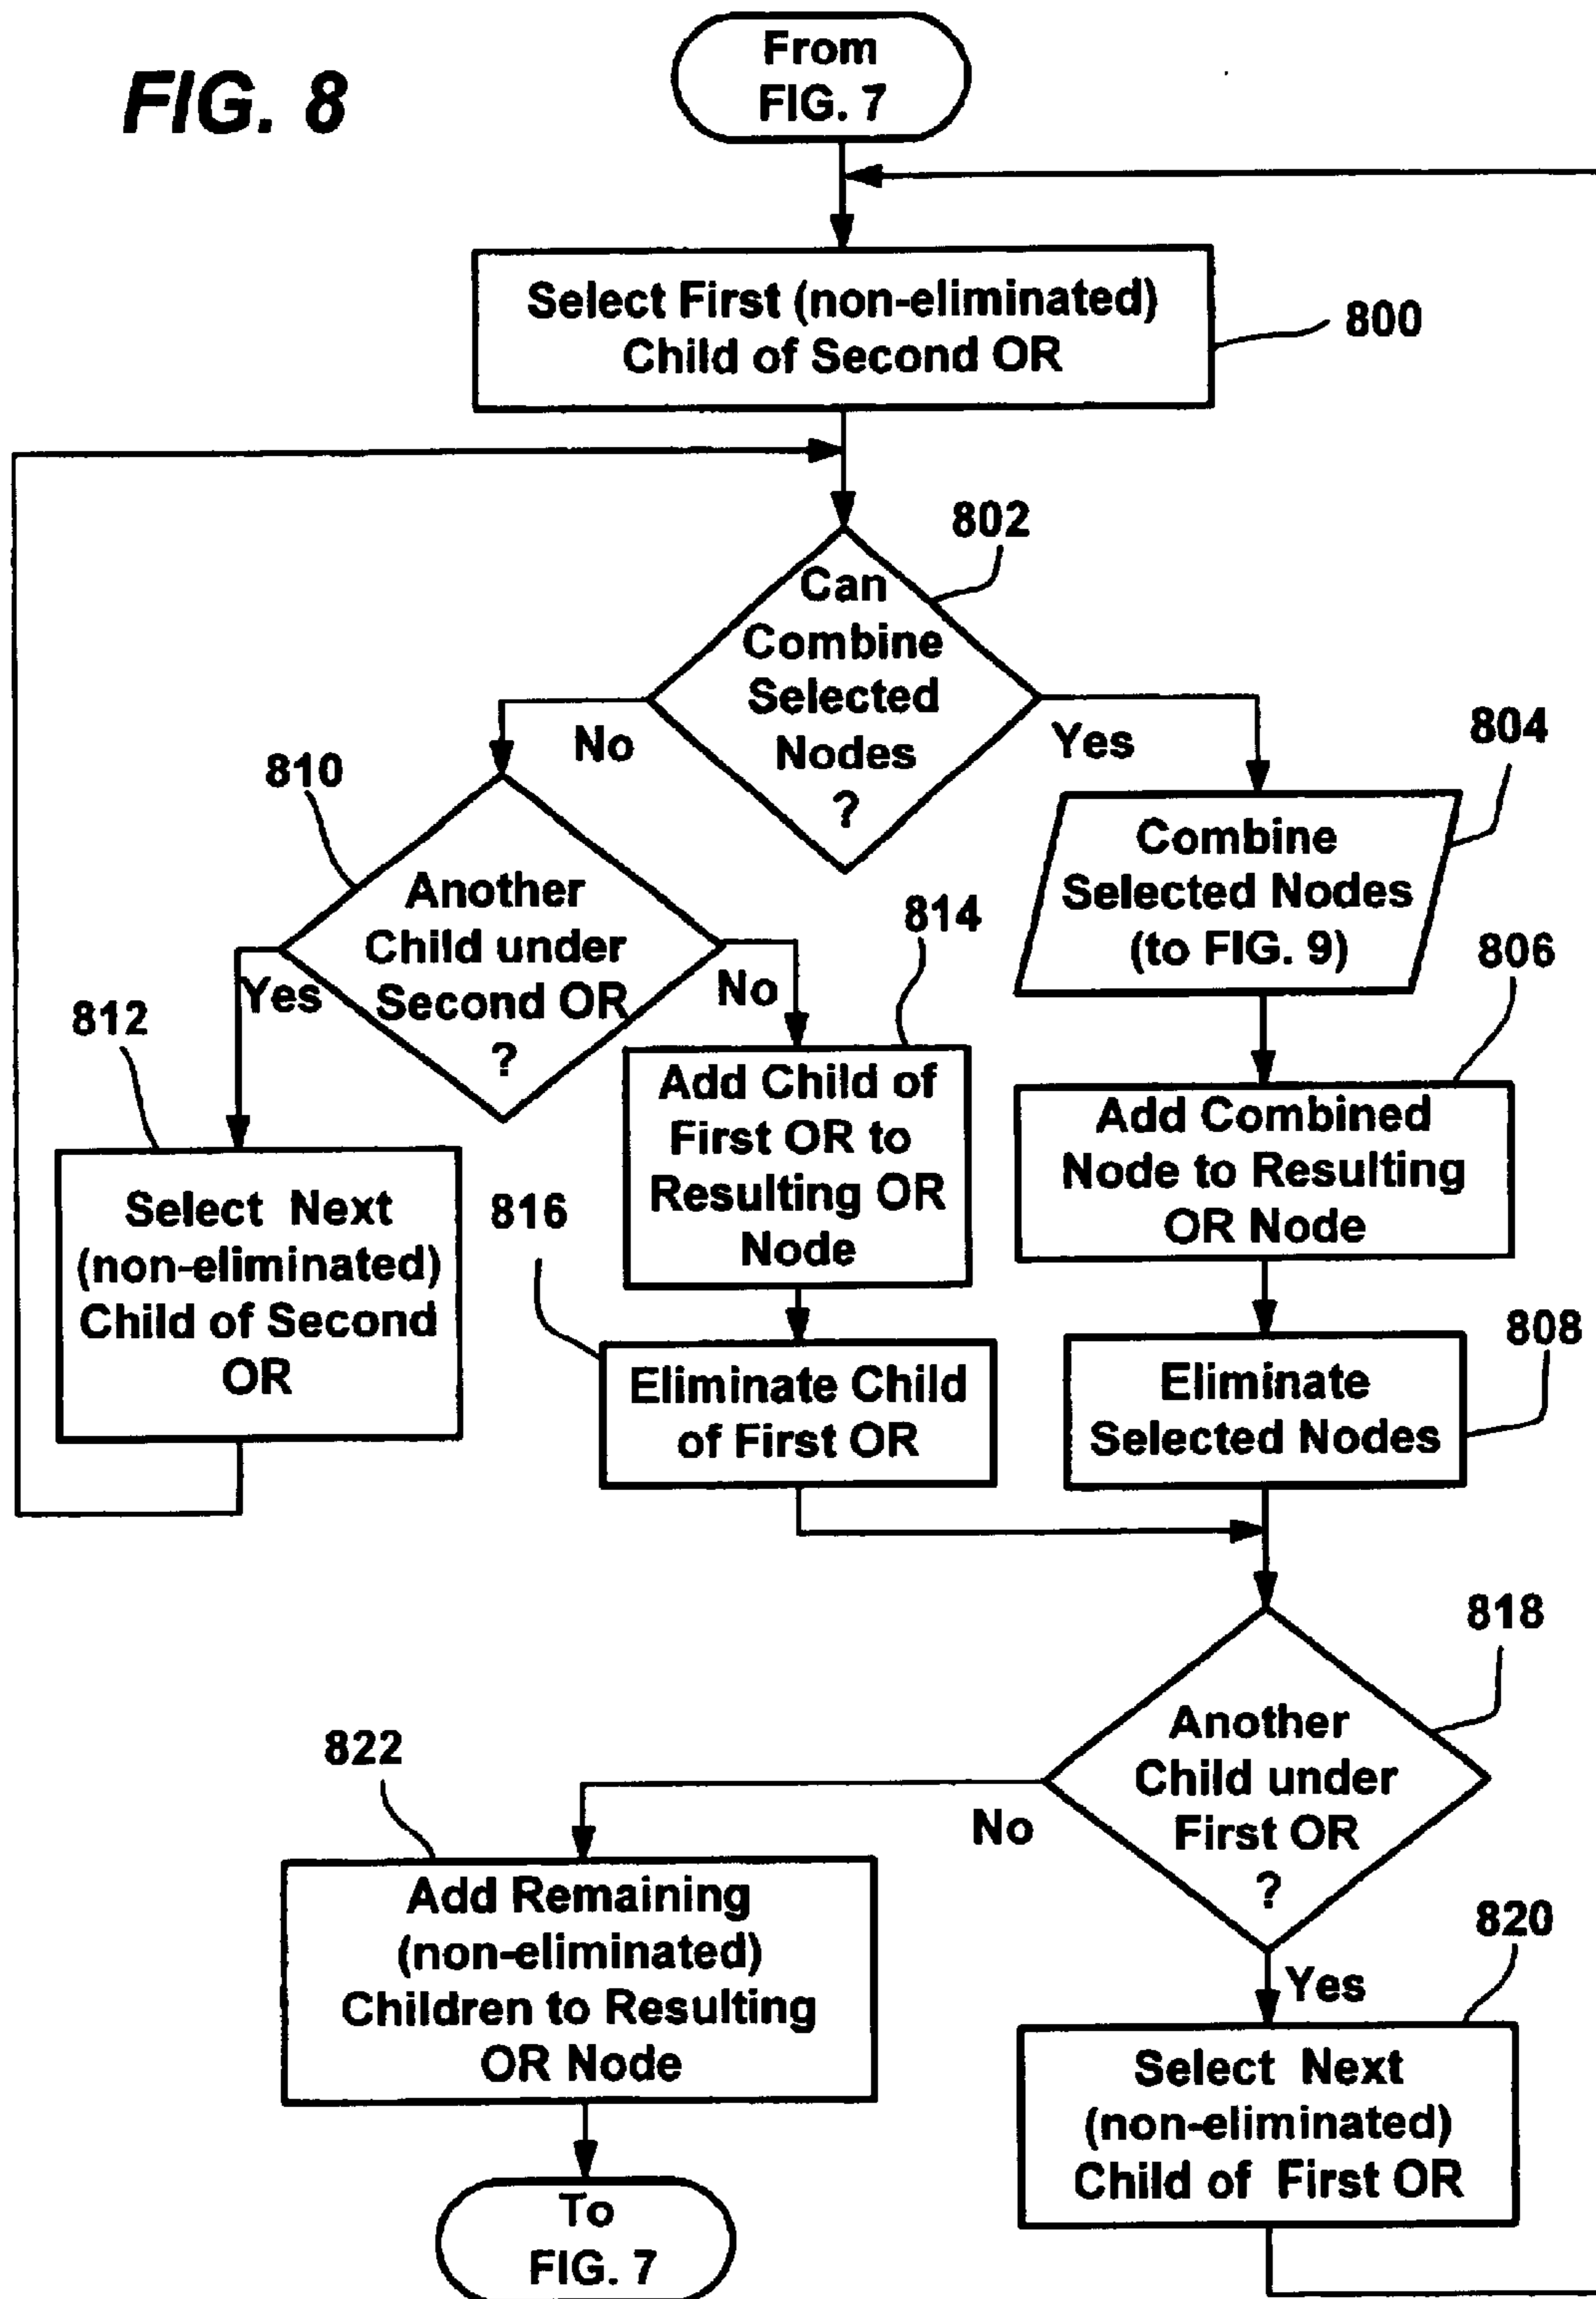 FIG. 8
From
FIG. 7
Select First (non-eliminated)
Child of Second OR
800
802
Can
Combine
Selected
Nodes
?
No
Yes
804
Combine
Selected Nodes
(to FIG. 9)
810
Another
Child under
Second OR
?
Yes
No
814
806
812
Select Next
(non-eliminated)
Child of Second
OR
Add Child of
First OR to
Resulting OR
Node
Add Combined
Node to Resulting
OR Node
816
Eliminate Child
of First OR
808
Eliminate
Selected Nodes
818
Another
Child under
First OR
?
No
Yes
822
Add Remaining
(non-eliminated)
Children to Resulting
OR Node
820
Select Next
(non-eliminated)
Child of First OR
To
FIG. 7